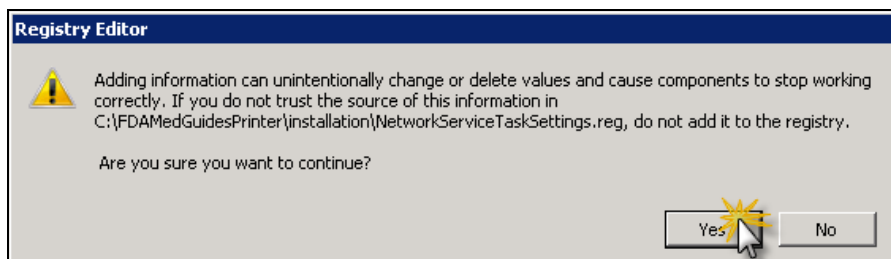 Registry Editor
Adding information can unintentionally change or delete values and cause components to stop working
correctly. If you do not trust the source of this information in
C:\FDAMedGuidesPrinter\installation\NetworkServiceTaskSettings.reg, do not add it to the registry.
Are you sure you want to continue?
Yes No